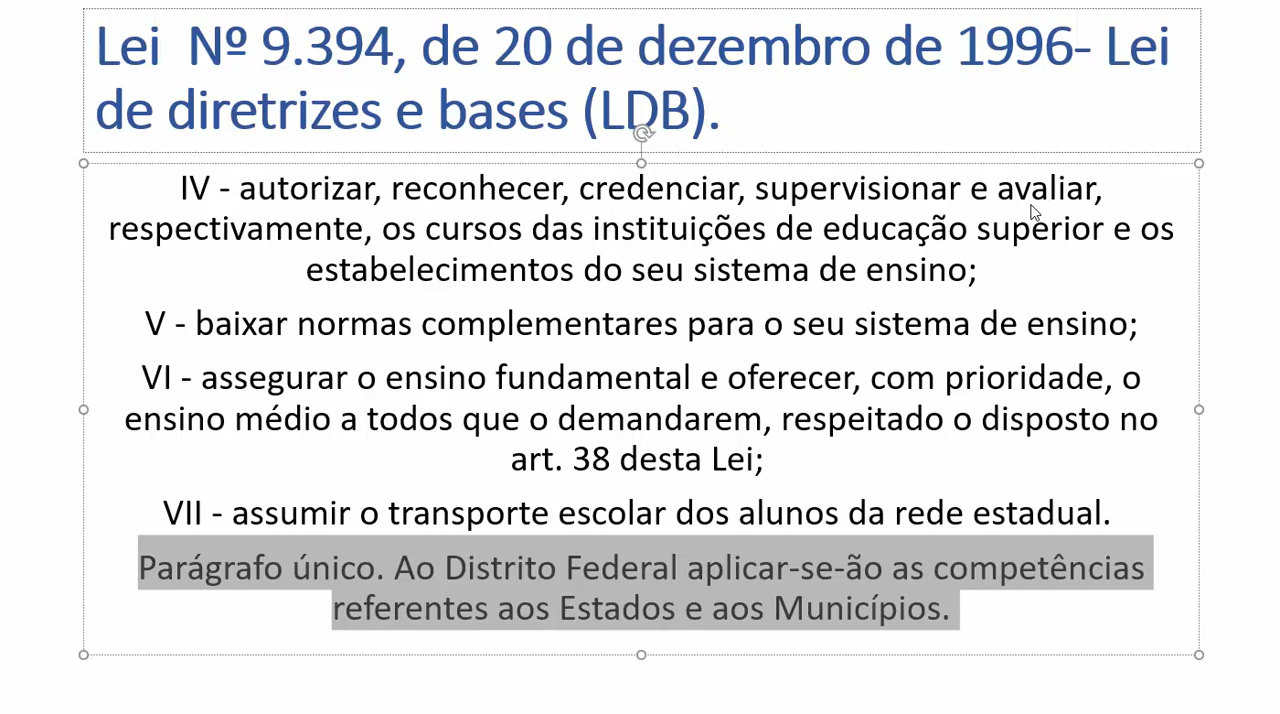 Lei  Nº 9.394, de 20 de dezembro de 1996- Lei
de diretrizes e bases (LDB).
IV - autorizar, reconhecer, credenciar, supervisionar e avaliar,
respectivamente, os cursos das instituições de educação superior e os
estabelecimentos do seu sistema de ensino;
V - baixar normas complementares para o seu sistema de ensino;
VI - assegurar o ensino fundamental e oferecer, com prioridade, o
ensino médio a todos que o demandarem, respeitado o disposto no
art. 38 desta Lei;
VII - assumir o transporte escolar dos alunos da rede estadual.
Parágrafo único. Ao Distrito Federal aplicar-se-ão as competências
referentes aos Estados e aos Municípios.